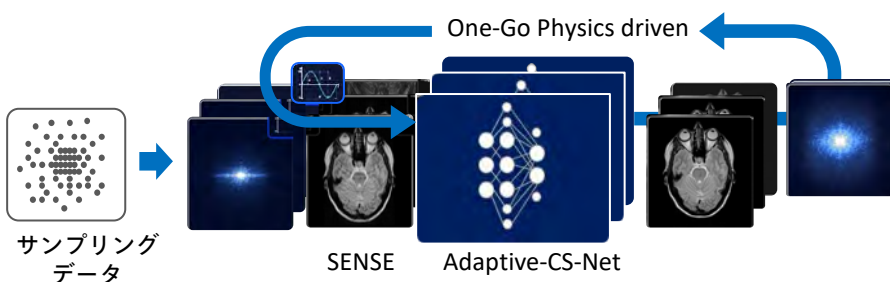 One-Go Physics driven
サンプリング
データ
SENSE
Adaptive-CS-Net